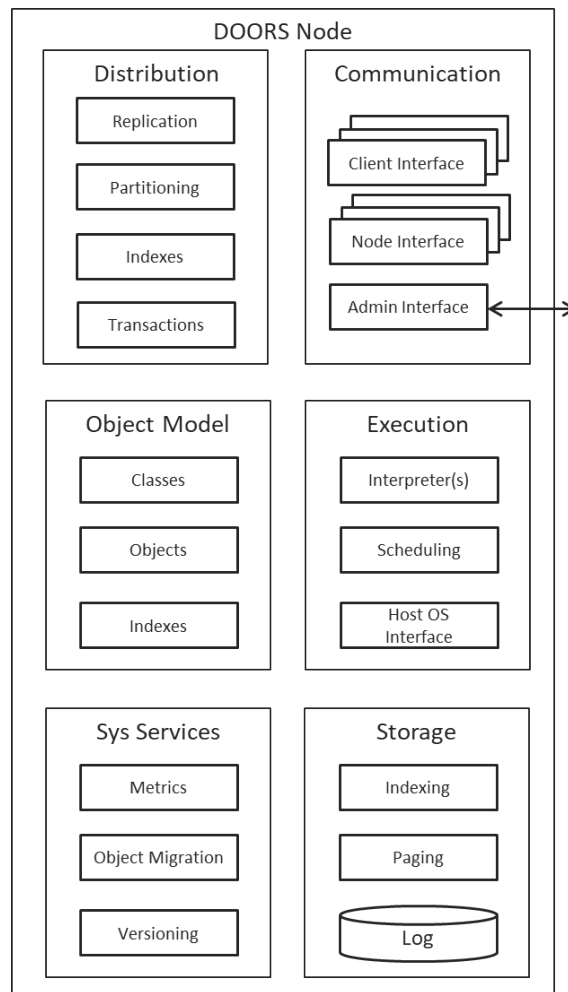 DOORS Node
Distribution
Replication
Partitioning
Indexes
Transactions
Communication
Client Interface
Node Interface
Admin Interface
Object Model
Classes
Objects
Indexes
Execution
Interpreter(s)
Scheduling
Host OS
Interface
Sys Services
Metrics
Object Migration
Versioning
Storage
Indexing
Paging
Log